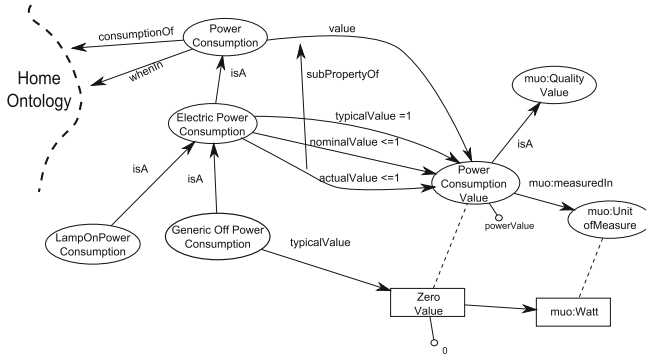 consumptionOf
Power
Consumption
value
whenIn
Home
Ontology
isA
subPropertyOf
muo:Quality
Value
Electric Power
Consumption
typicalValue =1
nominalValue <=1
actualValue <=1
isA
Power
Consumption
Value
muo:measuredIn
isA
isA
powerValue
muo:Unit
ofMeasure
LampOnPower
Consumption
Generic Off Power
Consumption
typicalValue
Zero
Value
muo:Watt
0